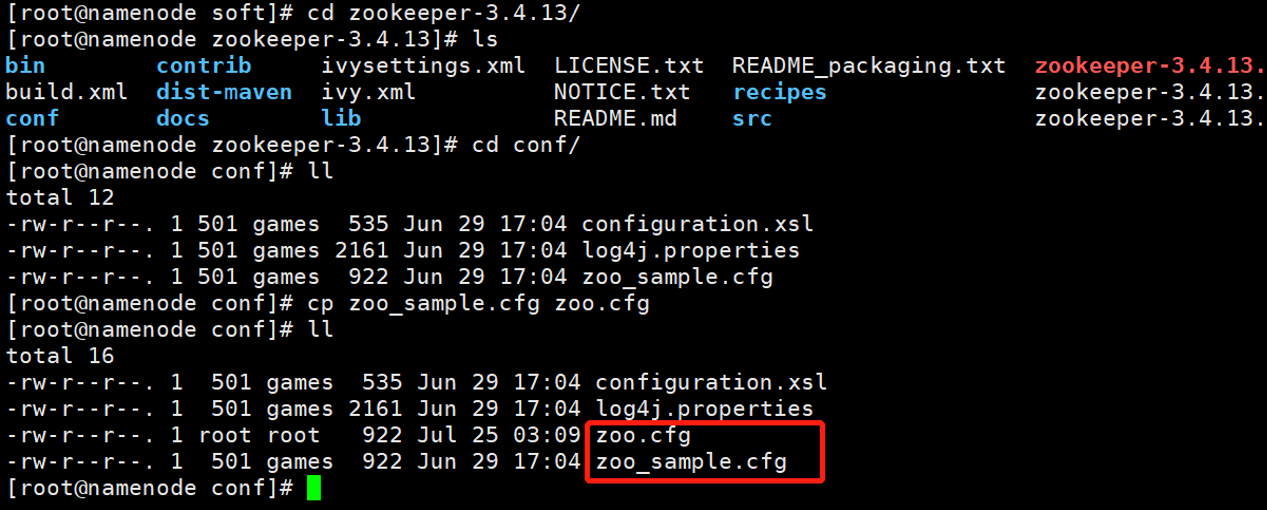 [root@namenode soft]# cd zookeeper-3.4.13/
[root@namenode zookeeper-3.4.13]# ls
bin contrib ivysettings.xml LICENSE.txt README_packaging.txt zookeeper-3.4.13.
build.xml dist-maven ivy.xml NOTICE.txt recipes zookeeper-3.4.13.
conf docs lib README.md src zookeeper-3.4.13.
[root@namenode zookeeper-3.4.13]# cd conf/
[root@namenode conf]# ll
total 12
-rw-r--r--. 1 501 games  535 Jun 29 17:04 configuration.xsl
-rw-r--r--. 1 501 games 2161 Jun 29 17:04 log4j.properties
-rw-r--r--. 1 501 games  922 Jun 29 17:04 zoo_sample.cfg
[root@namenode conf]# cp zoo_sample.cfg zoo.cfg
[root@namenode conf]# ll
total 16
-rw-r--r--. 1  501 games  535 Jun 29 17:04 configuration.xsl
-rw-r--r--. 1  501 games 2161 Jun 29 17:04 log4j.properties
-rw-r--r--. 1 root root   922 Jul 25 03:09 zoo.cfg
-rw-r--r--. 1  501 games  922 Jun 29 17:04 zoo_sample.cfg
[root@namenode conf]#